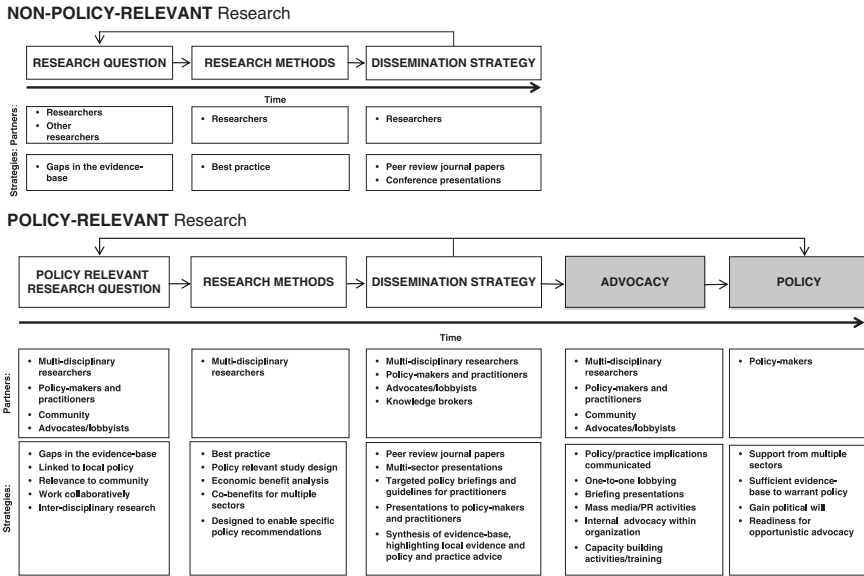 NON-POLICY-RELEVANT Research
RESEARCH QUESTION
RESEARCH METHODS
DISSEMINATION STRATEGY
Time
Partners:
• Researchers
• Other
researchers
• Researchers
• Researchers
Strategies:
• Gaps in the evidence-
base
• Best practice
• Peer review journal papers
• Conference presentations
POLICY-RELEVANT Research
POLICY RELEVANT
RESEARCH QUESTION
RESEARCH METHODS
DISSEMINATION STRATEGY
ADVOCACY
POLICY
Time
Partners:
• Multi-disciplinary
researchers
• Policy-makers and
practitioners
• Community
• Advocates/lobbyists
• Multi-disciplinary
researchers
• Multi-disciplinary researchers
• Policy-makers and practitioners
• Advocates/lobbyists
• Knowledge brokers
• Multi-disciplinary
researchers
• Policy-makers and
practitioners
• Community
• Advocates/lobbyists
• Policy-makers
Strategies:
• Gaps in the evidence-base
• Linked to local policy
• Relevance to community
• Work collaboratively
• Inter-disciplinary research
• Best practice
• Policy relevant study design
• Economic benefit analysis
• Co-benefits for multiple
sectors
• Designed to enable specific
policy recommendations
• Peer review journal papers
• Multi-sector presentations
• Targeted policy briefings and
guidelines for practitioners
• Presentations to policy-makers
and practitioners
• Synthesis of evidence-base,
highlighting local evidence and
policy and practice advice
• Policy/practice implications
communicated
• One-to-one lobbying
• Briefing presentations
• Mass media/PR activities
• Internal advocacy within
organization
• Capacity building
activities/training
• Support from multiple
sectors
• Sufficient evidence-
base to warrant policy
• Gain political will
• Readiness for
opportunistic advocacy